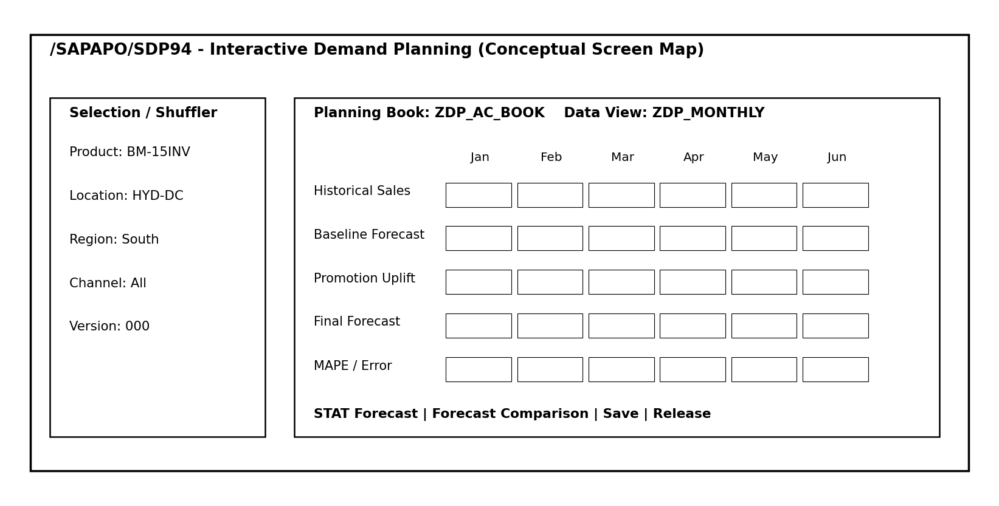 /SAPAPO/SDP94 - Interactive Demand Planning (Conceptual Screen Map)
Selection / Shuffler
Product: BM-15INV
Location: HYD-DC
Region: South
Channel: All
Version: 000
Planning Book: ZDP_AC_BOOK    Data View: ZDP_MONTHLY
Jan Feb Mar Apr May Jun
Historical Sales
Baseline Forecast
Promotion Uplift
Final Forecast
MAPE / Error
STAT Forecast | Forecast Comparison | Save | Release